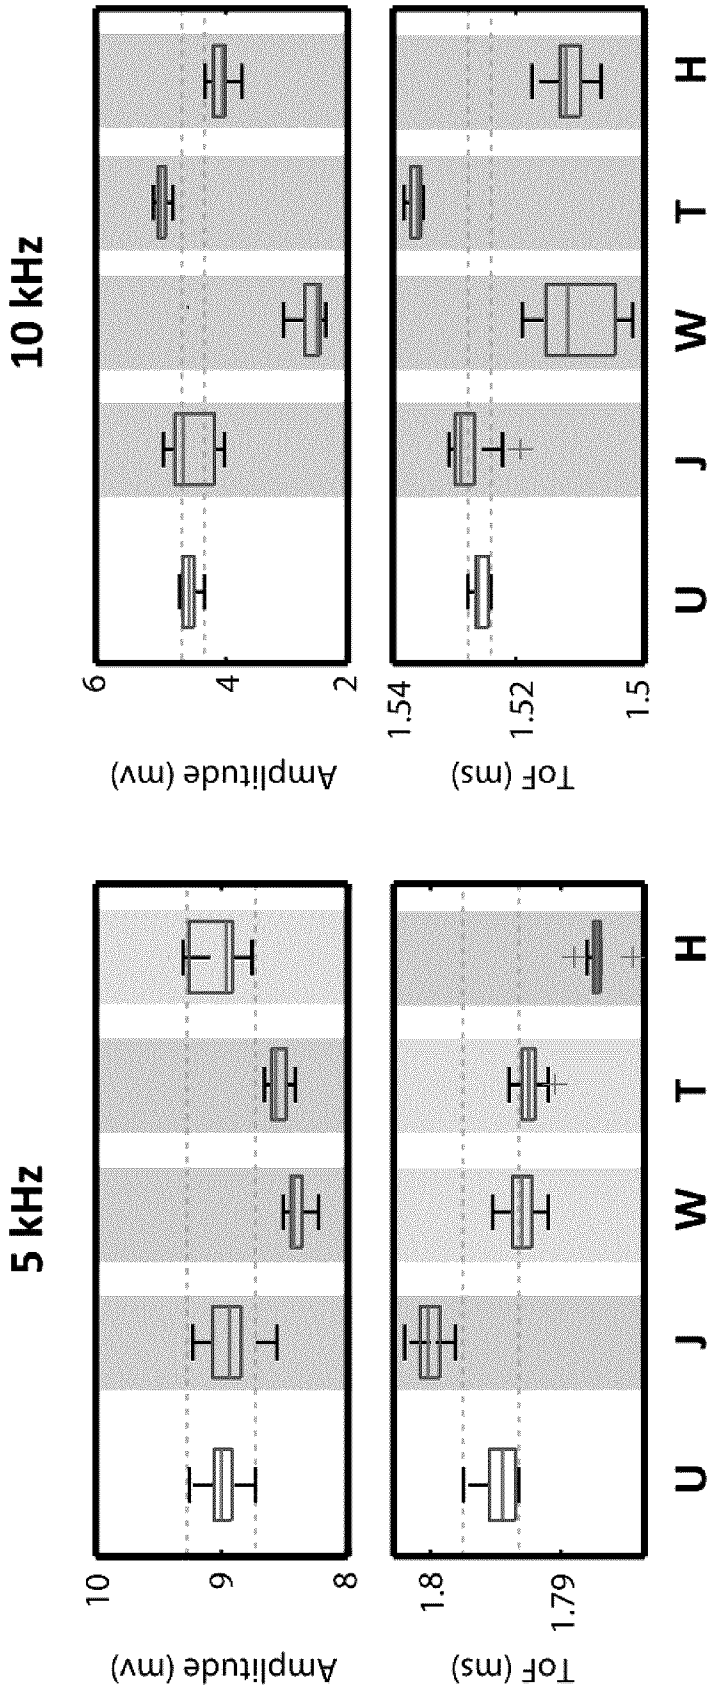 5 kHz
10 kHz
Amplitude (mv)
10
9
8
Amplitude (mv)
6
4
2
ToF (ms)
1.8
1.79
U J W T H
ToF (ms)
1.54
1.52
1.5
U J W T H